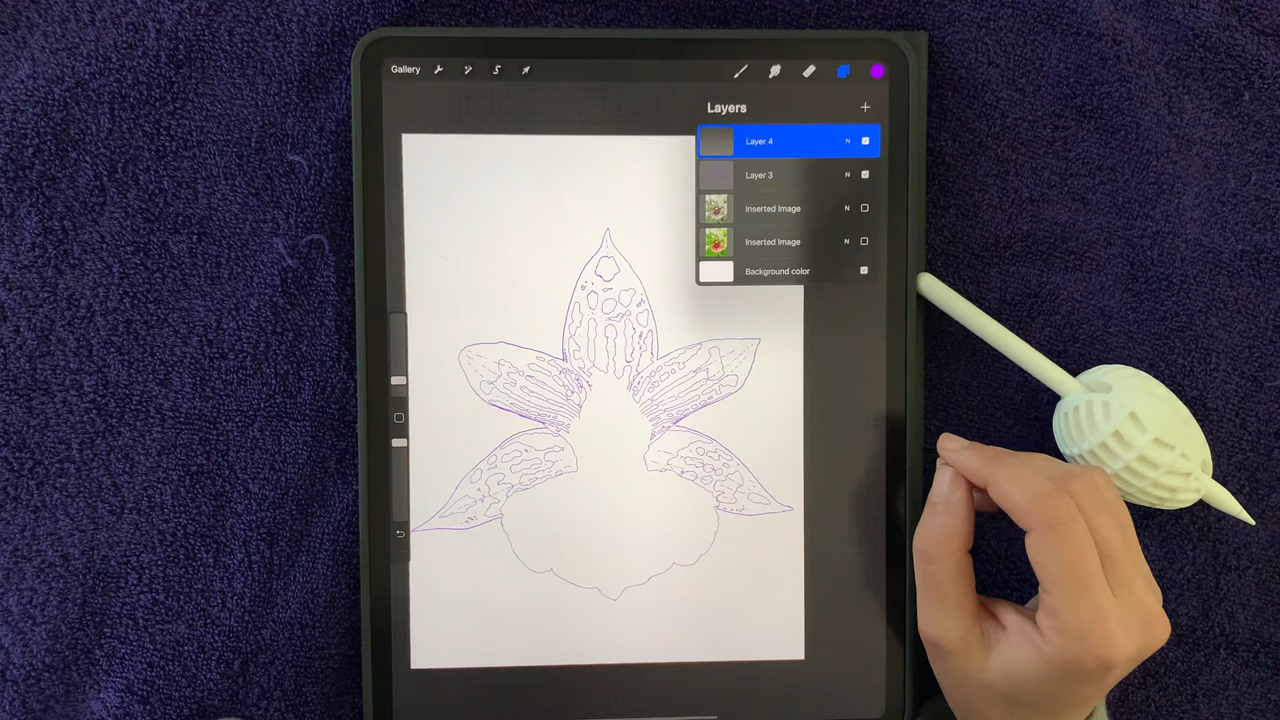 Gallery
Layers
Layer 4 N
Layer 3 N
Inserted Image N
Inserted Image N
Background color